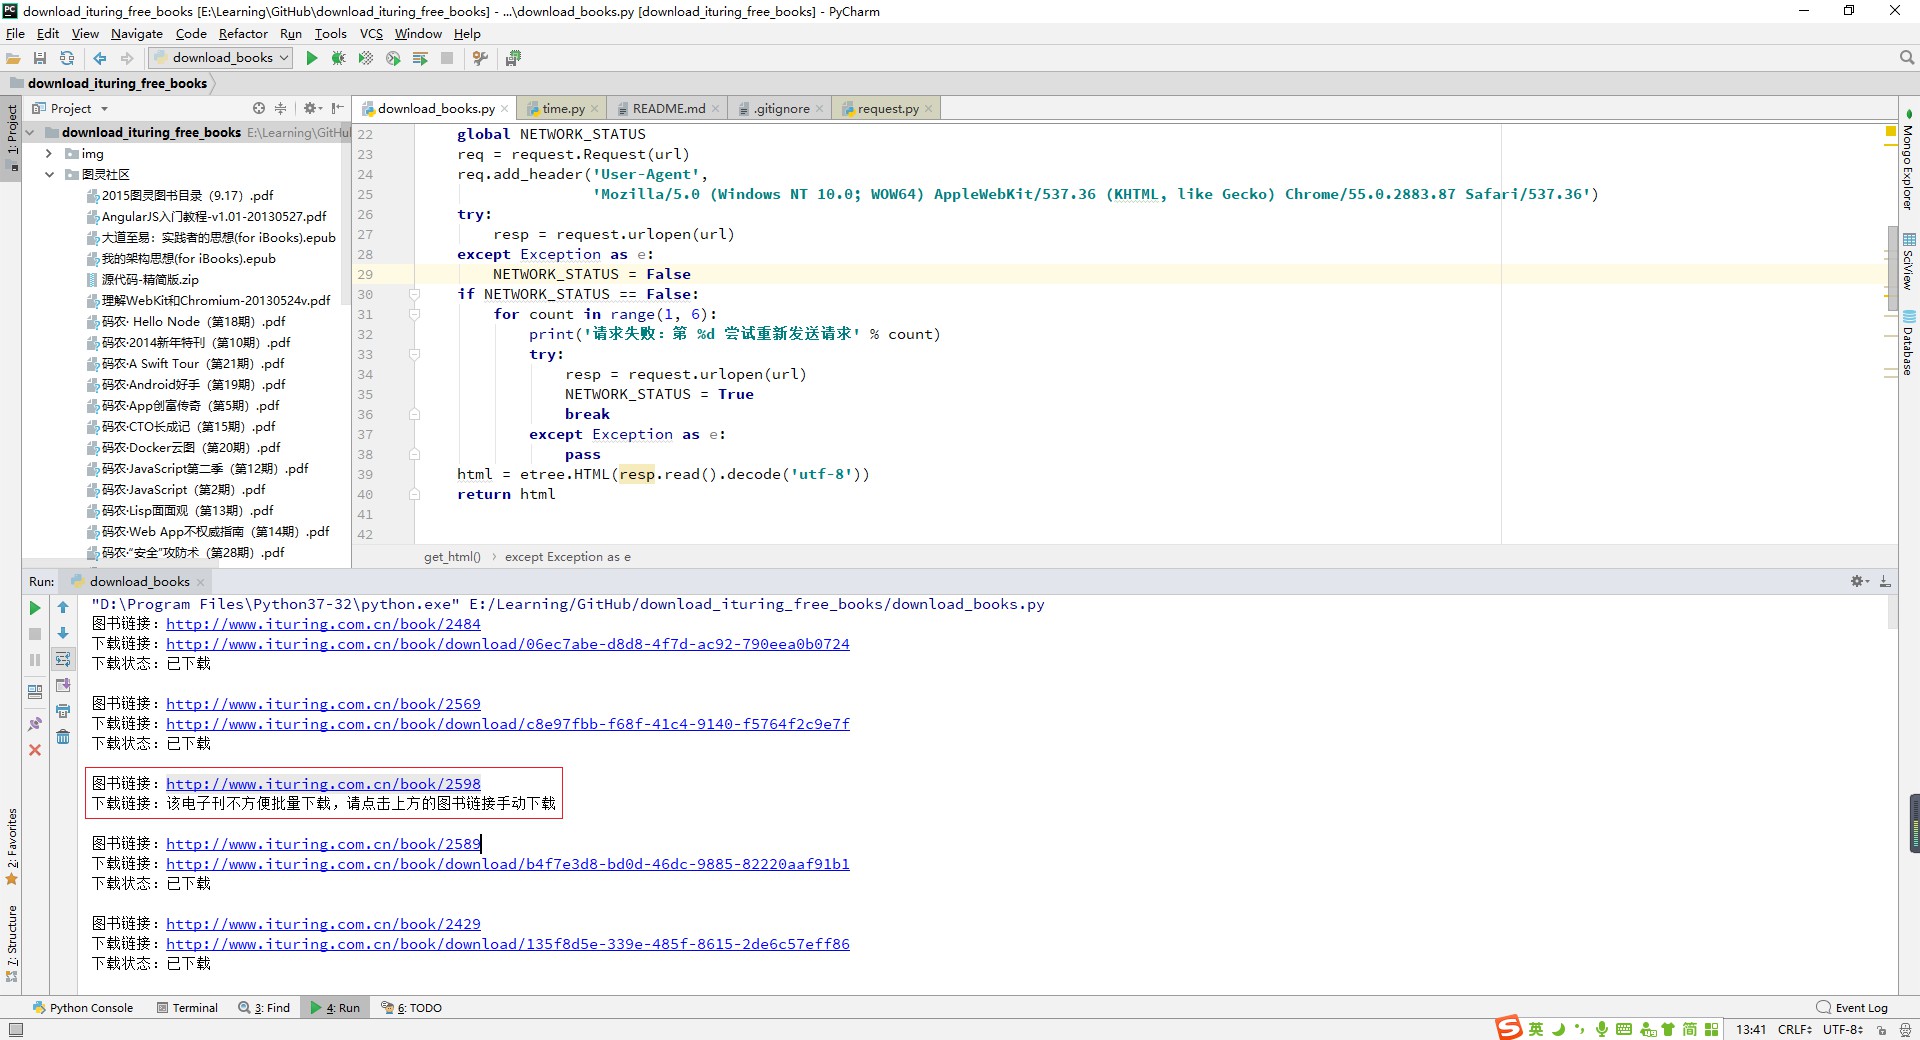 download_ituring_free_books [E:\Learning\GitHub\download_ituring_free_books] - ...\download_books.py [download_ituring_free_books] - PyCharm
File Edit View Navigate Code Refactor Run Tools VCS Window Help
download_books
download_ituring_free_books
1: Project
Project
download_books.py
time.py
README.md
.gitignore
request.py
download_ituring_free_books E:\Learning\GitHu
img
图灵社区
2015图灵图书目录（9.17）.pdf
AngularJS入门教程-v1.01-20130527.pdf
大道至易：实践者的思想(for iBooks).epub
我的架构思想(for iBooks).epub
源代码-精简版.zip
理解WebKit和Chromium-20130524v.pdf
码农· Hello Node（第18期）.pdf
码农·2014新年特刊（第10期）.pdf
码农·A Swift Tour（第21期）.pdf
码农·Android好手（第19期）.pdf
码农·App创富传奇（第5期）.pdf
码农·CTO长成记（第15期）.pdf
码农·Docker云图（第20期）.pdf
码农·JavaScript第二季（第12期）.pdf
码农·JavaScript（第2期）.pdf
码农·Lisp面面观（第13期）.pdf
码农·Web App不权威指南（第14期）.pdf
码农·“安全”攻防术（第28期）.pdf
22 global NETWORK_STATUS
23 req = request.Request(url)
24 req.add_header('User-Agent',
25 'Mozilla/5.0 (Windows NT 10.0; WOW64) AppleWebKit/537.36 (KHTML, like Gecko) Chrome/55.0.2883.87 Safari/537.36')
26 try:
27 resp = request.urlopen(url)
28 except Exception as e:
29 NETWORK_STATUS = False
30 if NETWORK_STATUS == False:
31 for count in range(1, 6):
32 print('请求失败：第 %d 尝试重新发送请求' % count)
33 try:
34 resp = request.urlopen(url)
35 NETWORK_STATUS = True
36 break
37 except Exception as e:
38 pass
39 html = etree.HTML(resp.read().decode('utf-8'))
40 return html
41
42
get_html() › except Exception as e
Mongo Explorer
SciView
Database
Run: download_books
"D:\Program Files\Python37-32\python.exe" E:/Learning/GitHub/download_ituring_free_books/download_books.py
图书链接：http://www.ituring.com.cn/book/2484
下载链接：http://www.ituring.com.cn/book/download/06ec7abe-d8d8-4f7d-ac92-790eea0b0724
下载状态：已下载
图书链接：http://www.ituring.com.cn/book/2569
下载链接：http://www.ituring.com.cn/book/download/c8e97fbb-f68f-41c4-9140-f5764f2c9e7f
下载状态：已下载
图书链接：http://www.ituring.com.cn/book/2598
下载链接：该电子刊不方便批量下载，请点击上方的图书链接手动下载
图书链接：http://www.ituring.com.cn/book/2589
下载链接：http://www.ituring.com.cn/book/download/b4f7e3d8-bd0d-46dc-9885-82220aaf91b1
下载状态：已下载
图书链接：http://www.ituring.com.cn/book/2429
下载链接：http://www.ituring.com.cn/book/download/135f8d5e-339e-485f-8615-2de6c57eff86
下载状态：已下载
2: Favorites
7: Structure
Python Console Terminal 3: Find 4: Run 6: TODO Event Log
英 简 13:41 CRLF UTF-8